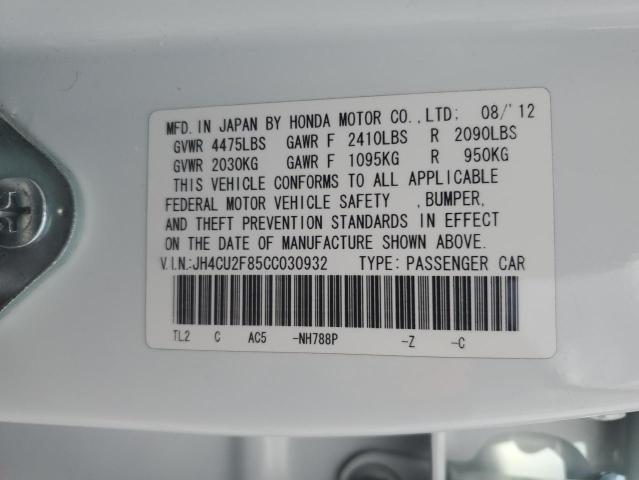 MFD. IN JAPAN BY HONDA MOTOR CO., LTD; 08/'12
GVWR 4475LBS GAWR F 2410LBS R 2090LBS
GVWR 2030KG GAWR F 1095KG R 950KG
THIS VEHICLE CONFORMS TO ALL APPLICABLE
FEDERAL MOTOR VEHICLE SAFETY , BUMPER,
AND THEFT PREVENTION STANDARDS IN EFFECT
ON THE DATE OF MANUFACTURE SHOWN ABOVE.
V.I.N.:JH4CU2F85CC030932 TYPE: PASSENGER CAR
TL2 C AC5 -NH788P -Z -C